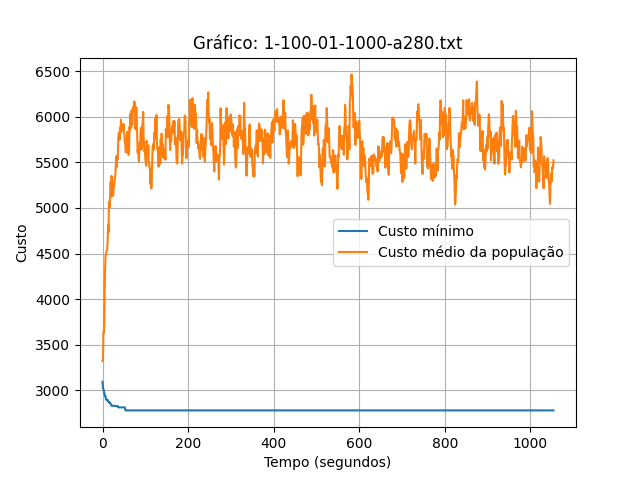 Gráfico: 1-100-01-1000-a280.txt
6500
6000
5500
5000
4500
4000
3500
3000
Custo
Custo mínimo
Custo médio da população
0
200
400
600
800
1000
Tempo (segundos)